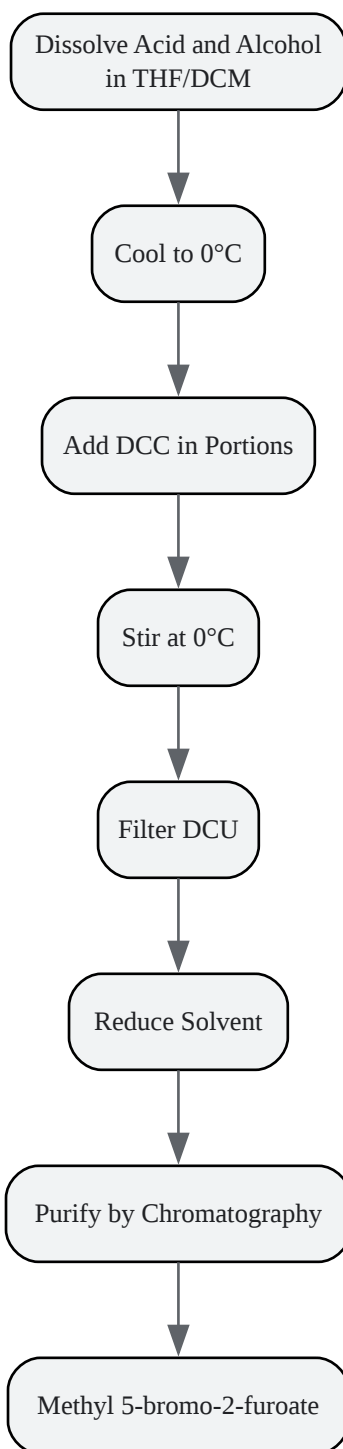 Dissolve Acid and Alcohol
in THF/DCM
Cool to 0°C
Add DCC in Portions
Stir at 0°C
Filter DCU
Reduce Solvent
Purify by Chromatography
Methyl 5-bromo-2-furoate